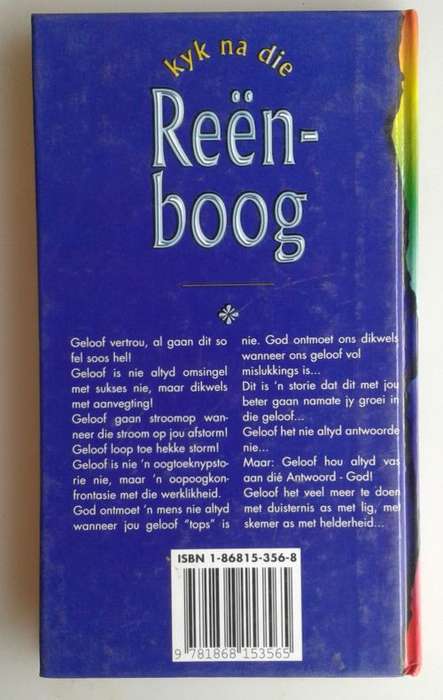 kyk na die
Reën-
boog
Geloof vertrou, al gaan dit so
fel soos hel!
Geloof is nie altyd omsingel
met sukses nie, maar dikwels
met aanvegting!
Geloof gaan stroomop wan-
neer die stroom op jou afstorm!
Geloof loop toe hekke storm!
Geloof is nie 'n oogtoeknypsto-
rie nie, maar 'n oopoogkon-
frontasie met die werklikheid.
God ontmoet 'n mens nie altyd
wanneer jou geloof "tops" is
nie. God ontmoet ons dikwels
wanneer ons geloof vol
mislukkings is...
Dit is 'n storie dat dit met jou
beter gaan namate jy groei in
die geloof...
Geloof het nie altyd antwoorde
nie...
Maar: Geloof hou altyd vas
aan dié Antwoord - God!
Geloof het veel meer te doen
met duisternis as met lig, met
skemer as met helderheid...
ISBN 1-86815-356-8
9 781868 153565